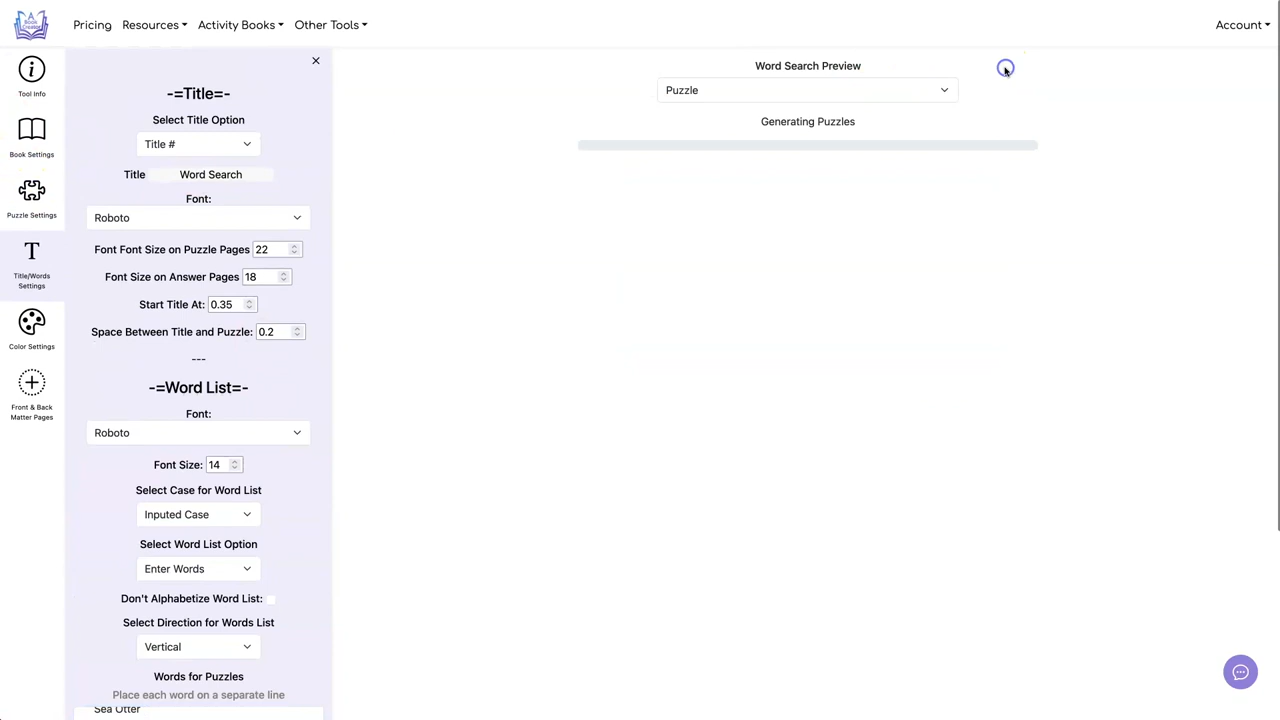 A
Book
Creator
Pricing
Resources
Activity Books
Other Tools
Account
Tool Info
Book Settings
Puzzle Settings
Title/Words
Settings
Color Settings
Front & Back
Matter Pages
-=Title=-
Select Title Option
Title #
Title Word Search
Font:
Roboto
Font Font Size on Puzzle Pages 22
Font Size on Answer Pages 18
Start Title At: 0.35
Space Between Title and Puzzle: 0.2
---
-=Word List=-
Font:
Roboto
Font Size: 14
Select Case for Word List
Inputed Case
Select Word List Option
Enter Words
Don't Alphabetize Word List:
Select Direction for Words List
Vertical
Words for Puzzles
Place each word on a separate line
Sea Otter
Word Search Preview
Puzzle
Generating Puzzles